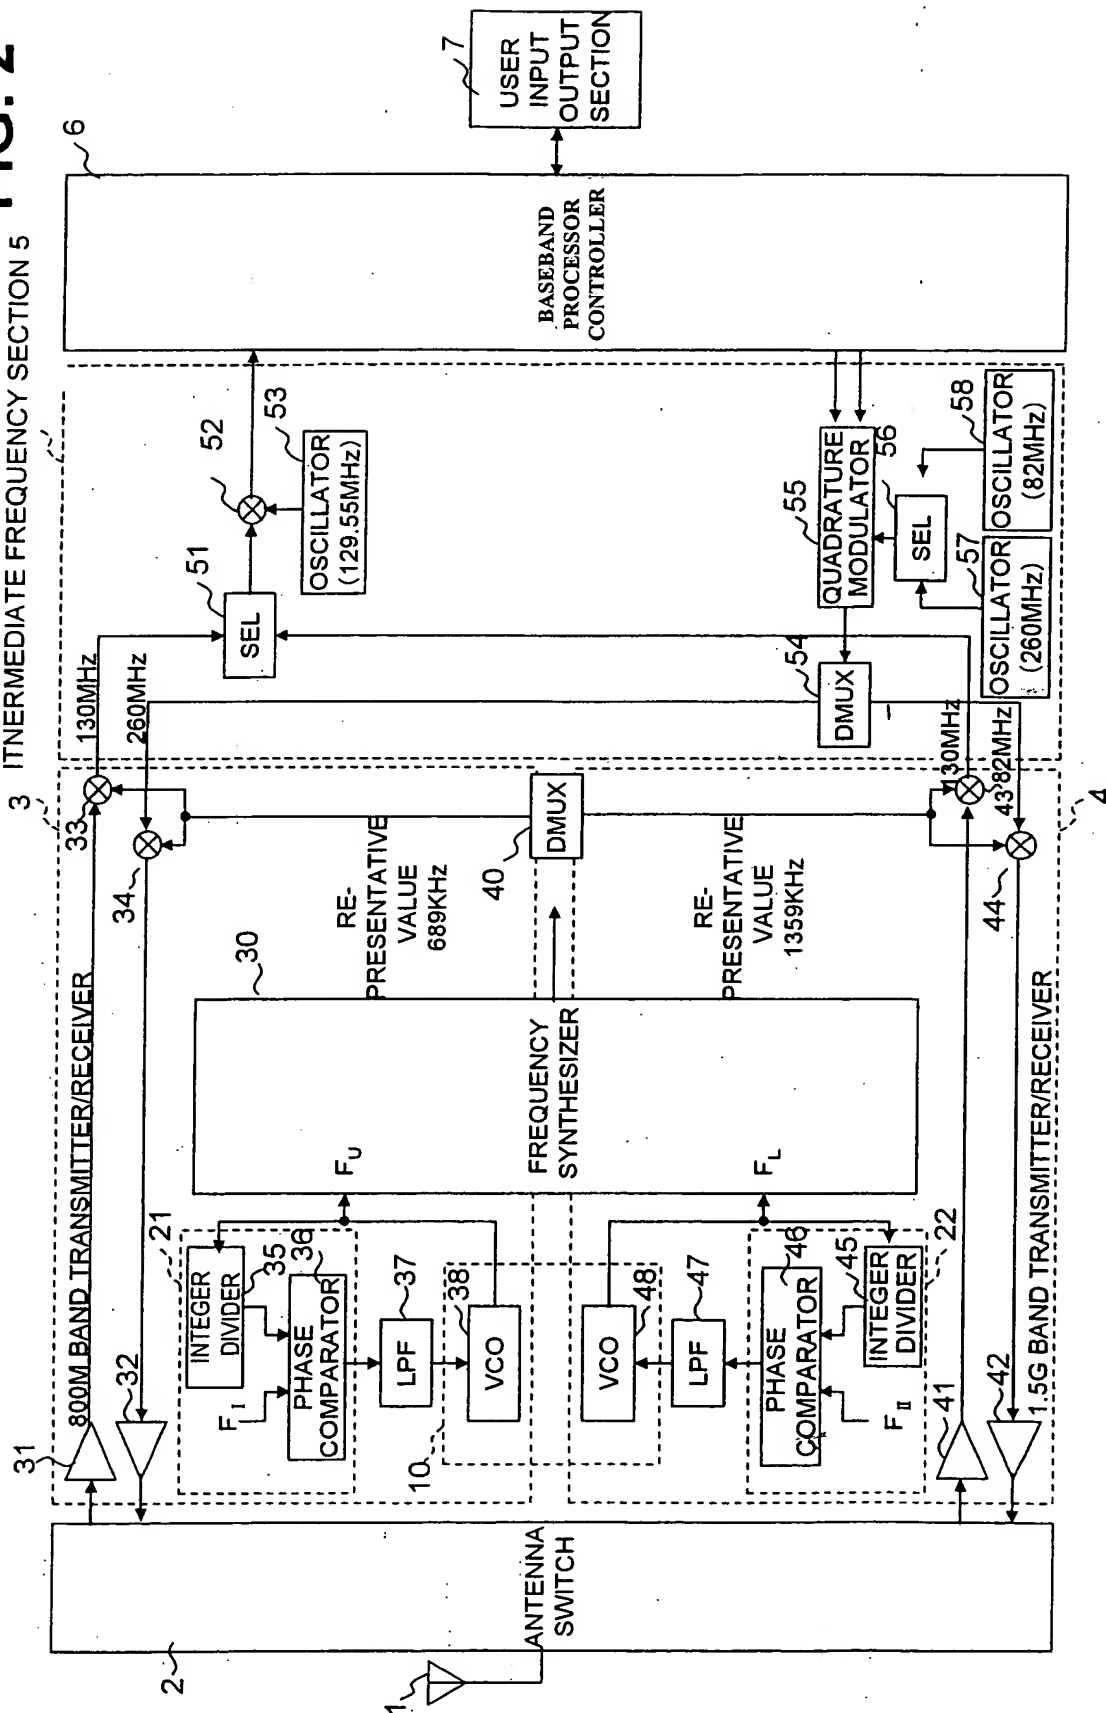 FIG. 2
ITNERMEDIATE FREQUENCY SECTION 5
6
7
USER
INPUT
OUTPUT
SECTION
BASEBAND
PROCESSOR
CONTROLLER
3
33
130MHz
34
260MHz
51
SEL
52
53
OSCILLATOR
(129.55MHz)
54
DMUX
55
QUADRATURE
MODULATOR
56
SEL
57
OSCILLATOR
(260MHz)
58
OSCILLATOR
(82MHz)
130MHz
43
82MHz
44
4
800M BAND TRANSMITTER/RECEIVER
31
32
RE-
PRESENTATIVE
VALUE
689KHz
40
DMUX
RE-
PRESENTATIVE
VALUE
1359KHz
30
FREQUENCY
SYNTHESIZER
FU
FL
21
INTEGER
DIVIDER
35
36
PHASE
COMPARATOR
FI
37
LPF
38
VCO
10
48
VCO
47
LPF
46
PHASE
COMPARATOR
FII
45
INTEGER
DIVIDER
22
41
42
1.5G BAND TRANSMITTER/RECEIVER
ANTENNA
SWITCH
2
1